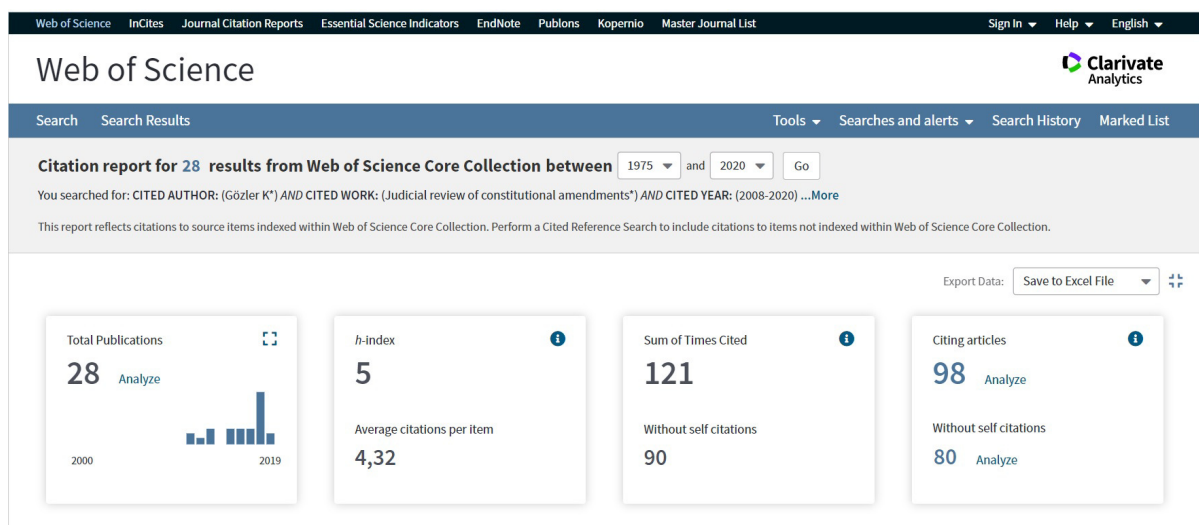 Web of Science InCites Journal Citation Reports Essential Science Indicators EndNote Publons Kopernio Master Journal List Sign In Help English
Web of Science
Clarivate
Analytics
Search Search Results Tools Searches and alerts Search History Marked List
Citation report for 28 results from Web of Science Core Collection between 1975 and 2020 Go
You searched for: CITED AUTHOR: (Gözler K*) AND CITED WORK: (Judicial review of constitutional amendments*) AND CITED YEAR: (2008-2020) ...More
This report reflects citations to source items indexed within Web of Science Core Collection. Perform a Cited Reference Search to include citations to items not indexed within Web of Science Core Collection.
Export Data: Save to Excel File
Total Publications
28 Analyze
2000 2019
h-index
5
Average citations per item
4,32
Sum of Times Cited
121
Without self citations
90
Citing articles
98 Analyze
Without self citations
80 Analyze